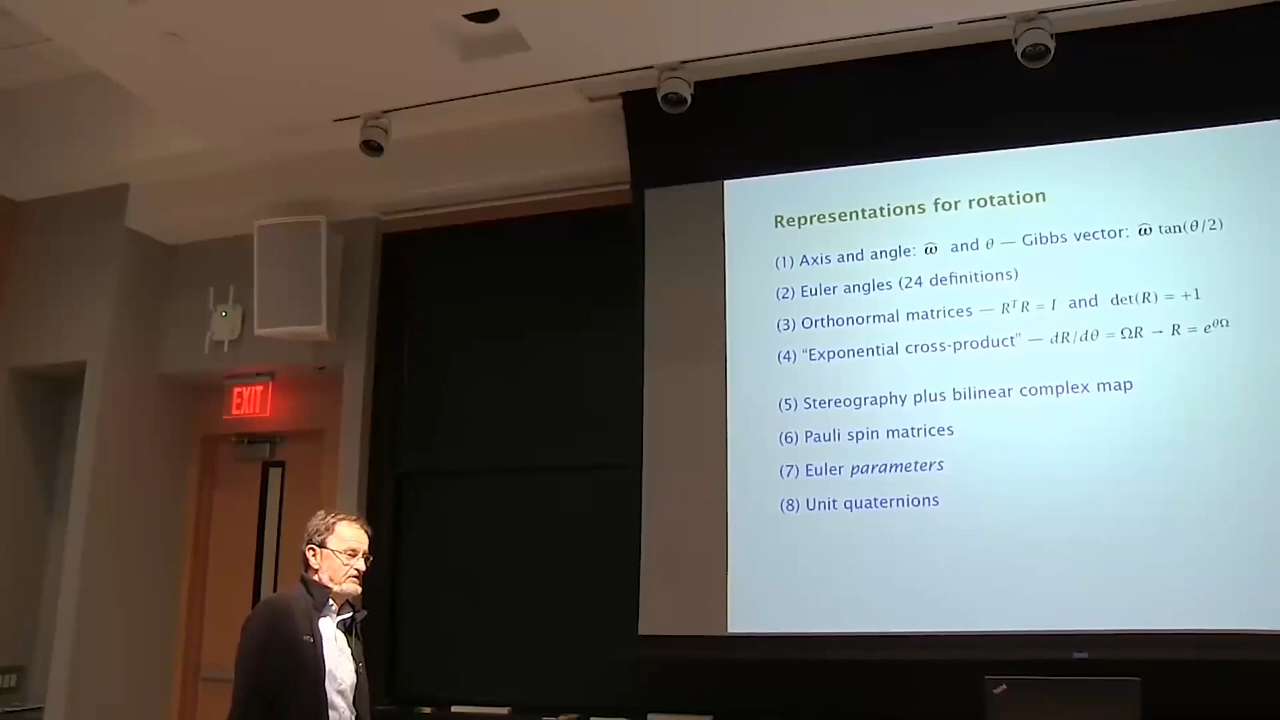 Representations for rotation
(1) Axis and angle: ω̂ and θ — Gibbs vector: ω̂ tan(θ/2)
(2) Euler angles (24 definitions)
(3) Orthonormal matrices — RᵀR = I and det(R) = +1
(4) “Exponential cross-product” — dR/dθ = ΩR → R = e^{θΩ}
(5) Stereography plus bilinear complex map
(6) Pauli spin matrices
(7) Euler parameters
(8) Unit quaternions
EXIT